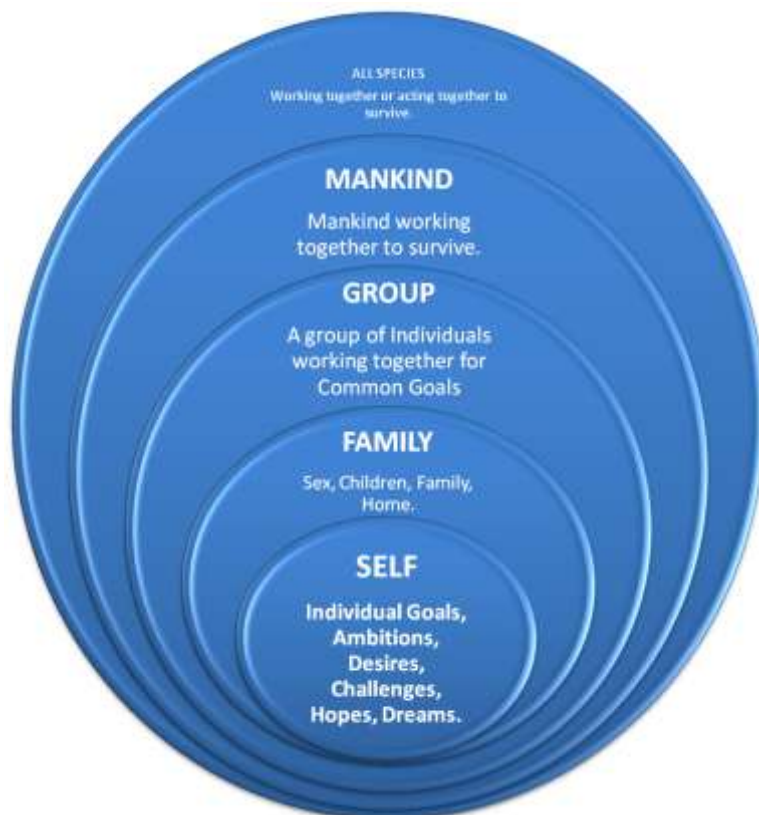 ALL SPECIES
Working together or acting together to
survive.
MANKIND
Mankind working
together to survive.
GROUP
A group of Individuals
working together for
Common Goals
FAMILY
Sex, Children, Family,
Home.
SELF
Individual Goals,
Ambitions,
Desires,
Challenges,
Hopes, Dreams.